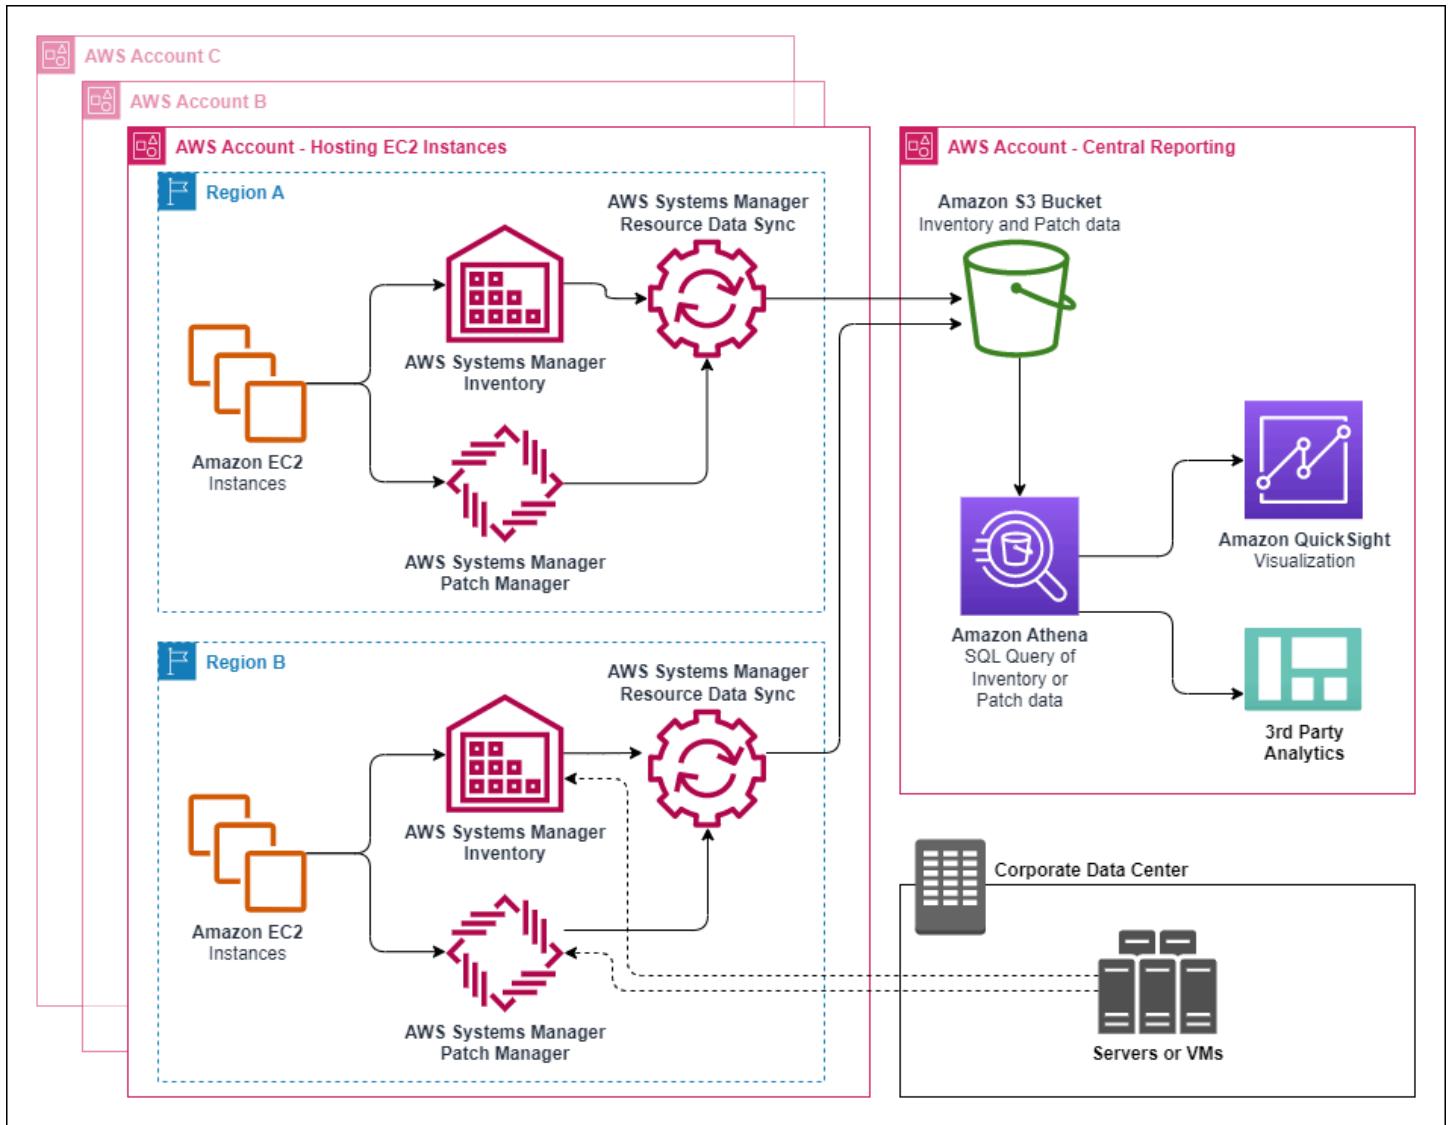 AWS Account C
AWS Account B
AWS Account - Hosting EC2 Instances
Region A
Amazon EC2
Instances
AWS Systems Manager
Inventory
AWS Systems Manager
Patch Manager
AWS Systems Manager
Resource Data Sync
Region B
Amazon EC2
Instances
AWS Systems Manager
Inventory
AWS Systems Manager
Patch Manager
AWS Systems Manager
Resource Data Sync
AWS Account - Central Reporting
Amazon S3 Bucket
Inventory and Patch data
Amazon Athena
SQL Query of
Inventory or
Patch data
Amazon QuickSight
Visualization
3rd Party
Analytics
Corporate Data Center
Servers or VMs